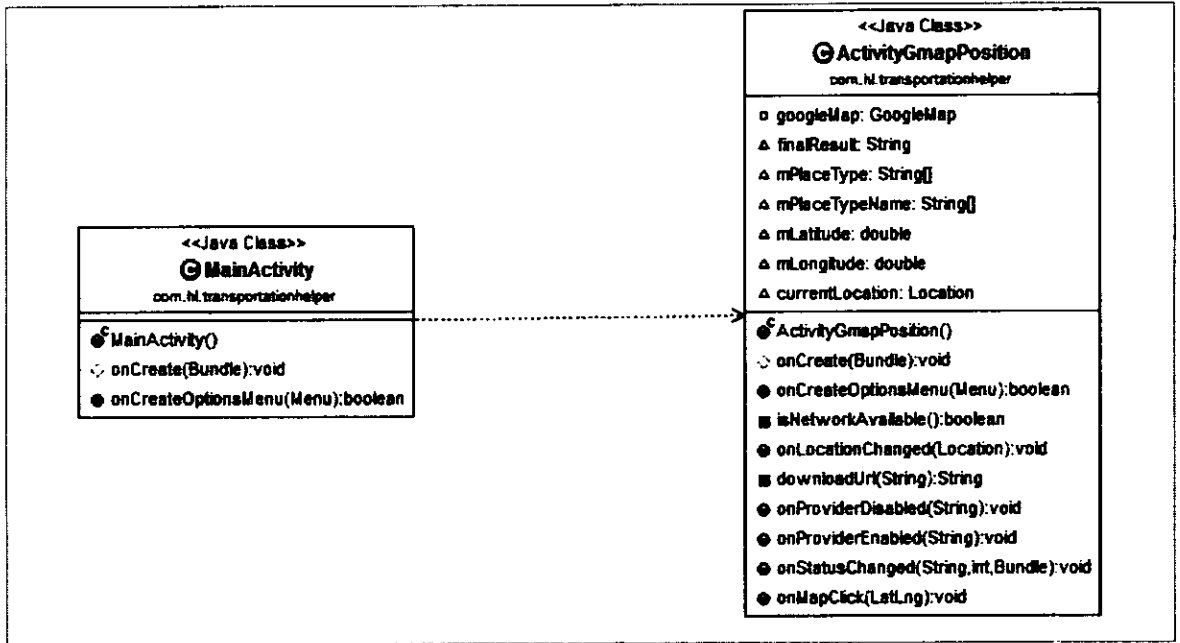 <<Java Class>>
MainActivity
com.hl.transportationhelper
MainActivity()
onCreate(Bundle):void
onCreateOptionsMenu(Menu):boolean
<<Java Class>>
ActivityGmapPosition
com.hl.transportationhelper
googleMap: GoogleMap
finalResult: String
mPlaceType: String[]
mPlaceTypeName: String[]
mLatitude: double
mLongitude: double
currentLocation: Location
ActivityGmapPosition()
onCreate(Bundle):void
onCreateOptionsMenu(Menu):boolean
isNetworkAvailable():boolean
onLocationChanged(Location):void
downloadUrl(String):String
onProviderDisabled(String):void
onProviderEnabled(String):void
onStatusChanged(String,int,Bundle):void
onMapClick(LatLng):void